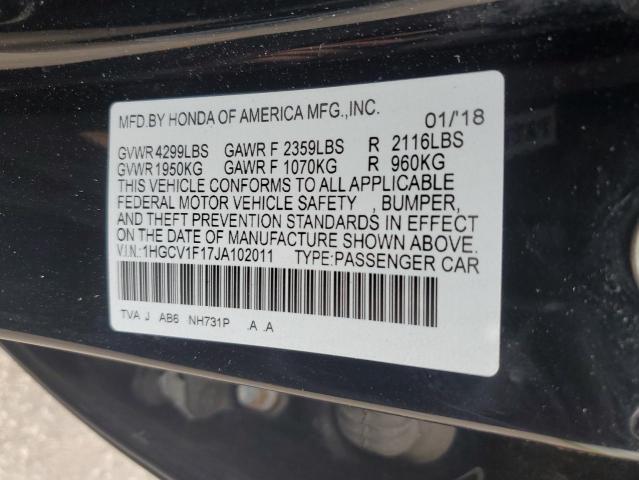 MFD.BY HONDA OF AMERICA MFG.,INC. 01/'18
GVWR 4299LBS GAWR F 2359LBS R 2116LBS
GVWR 1950KG GAWR F 1070KG R 960KG
THIS VEHICLE CONFORMS TO ALL APPLICABLE
FEDERAL MOTOR VEHICLE SAFETY , BUMPER,
AND THEFT PREVENTION STANDARDS IN EFFECT
ON THE DATE OF MANUFACTURE SHOWN ABOVE.
V.I.N.:1HGCV1F17JA102011 TYPE:PASSENGER CAR
TVA J AB6 NH731P .A .A